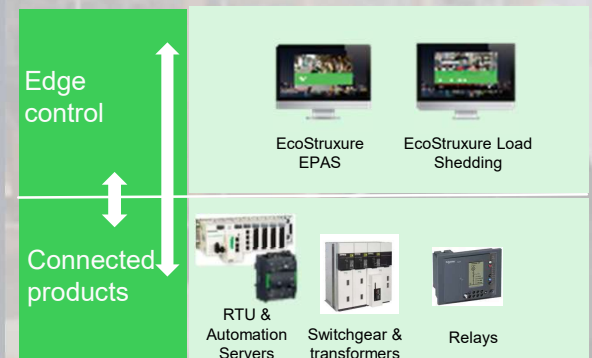 Edge
control
EcoStruxure
EPAS
EcoStruxure Load
Shedding
Connected
products
RTU &
Automation
Servers
Switchgear &
transformers
Relays